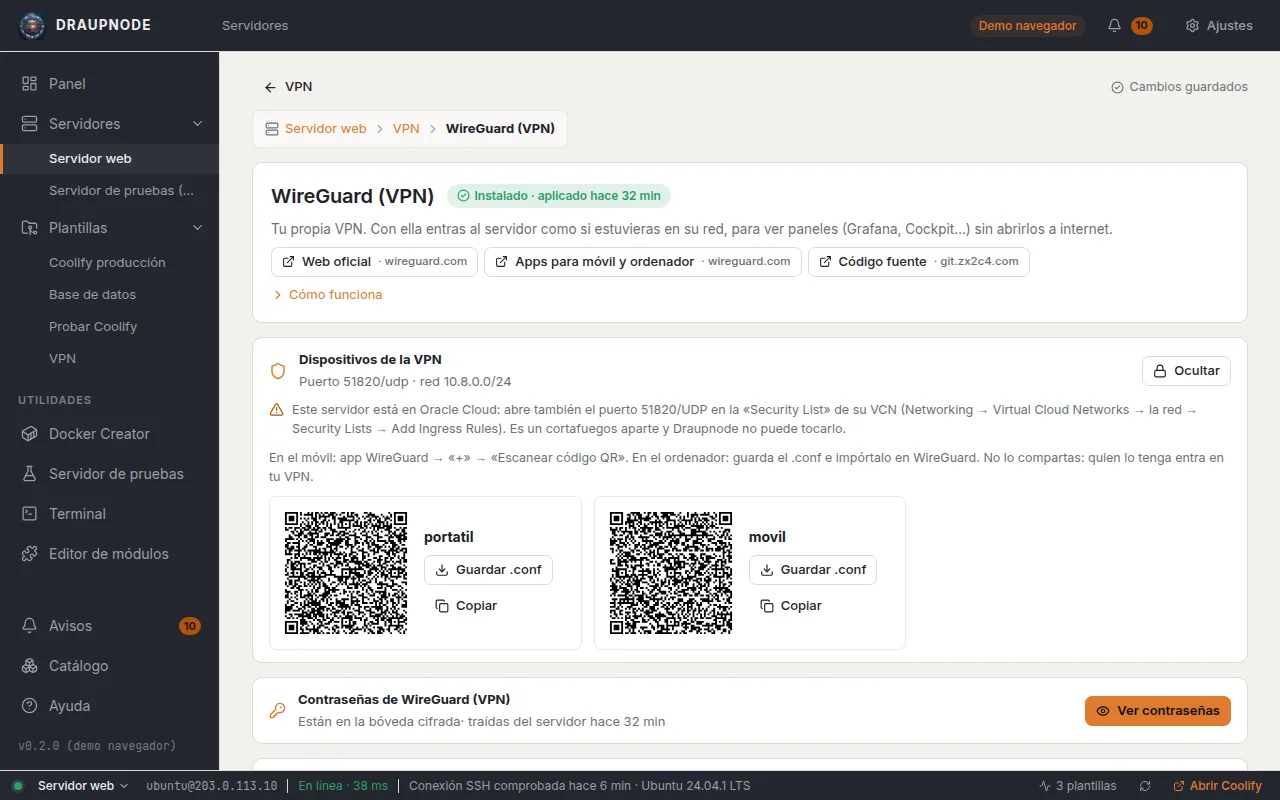 DRAUPNODE
Servidores
Demo navegador
10
Ajustes
Panel
Servidores
Servidor web
Servidor de pruebas (...
Plantillas
Coolify producción
Base de datos
Probar Coolify
VPN
UTILIDADES
Docker Creator
Servidor de pruebas
Terminal
Editor de módulos
Avisos
10
Catálogo
Ayuda
v0.2.0 (demo navegador)
VPN
Cambios guardados
Servidor web > VPN > WireGuard (VPN)
WireGuard (VPN)
Instalado · aplicado hace 32 min
Tu propia VPN. Con ella entras al servidor como si estuvieras en su red, para ver paneles (Grafana, Cockpit...) sin abrirlos a internet.
Web oficial · wireguard.com
Apps para móvil y ordenador · wireguard.com
Código fuente · git.zx2c4.com
Cómo funciona
Dispositivos de la VPN
Puerto 51820/udp · red 10.8.0.0/24
Ocultar
Este servidor está en Oracle Cloud: abre también el puerto 51820/UDP en la «Security List» de su VCN (Networking → Virtual Cloud Networks → la red →
Security Lists → Add Ingress Rules). Es un cortafuegos aparte y Draupnode no puede tocarlo.
En el móvil: app WireGuard → «+» → «Escanear código QR». En el ordenador: guarda el .conf e impórtalo en WireGuard. No lo compartas: quien lo tenga entra en
tu VPN.
portatil
Guardar .conf
Copiar
movil
Guardar .conf
Copiar
Contraseñas de WireGuard (VPN)
Están en la bóveda cifrada· traídas del servidor hace 32 min
Ver contraseñas
Servidor web
ubuntu@203.0.113.10
En línea · 38 ms
Conexión SSH comprobada hace 6 min · Ubuntu 24.04.1 LTS
3 plantillas
Abrir Coolify